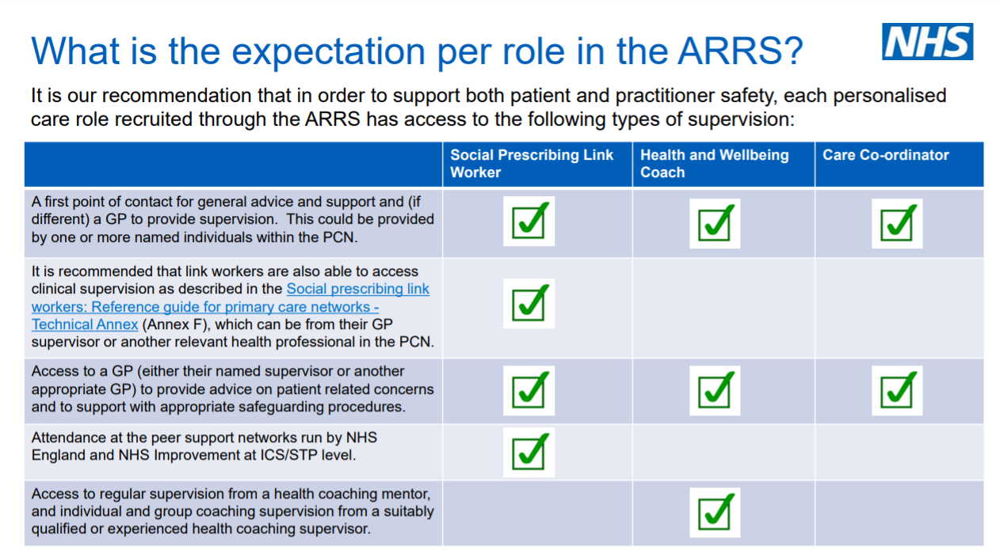 What is the expectation per role in the ARRS?
NHS
It is our recommendation that in order to support both patient and practitioner safety, each personalised
care role recruited through the ARRS has access to the following types of supervision:
Social Prescribing Link
Worker
Health and Wellbeing
Coach
Care Co-ordinator
A first point of contact for general advice and support and (if
different) a GP to provide supervision.  This could be provided
by one or more named individuals within the PCN.
It is recommended that link workers are also able to access
clinical supervision as described in the Social prescribing link
workers: Reference guide for primary care networks -
Technical Annex (Annex F), which can be from their GP
supervisor or another relevant health professional in the PCN.
Access to a GP (either their named supervisor or another
appropriate GP) to provide advice on patient related concerns
and to support with appropriate safeguarding procedures.
Attendance at the peer support networks run by NHS
England and NHS Improvement at ICS/STP level.
Access to regular supervision from a health coaching mentor,
and individual and group coaching supervision from a suitably
qualified or experienced health coaching supervisor.